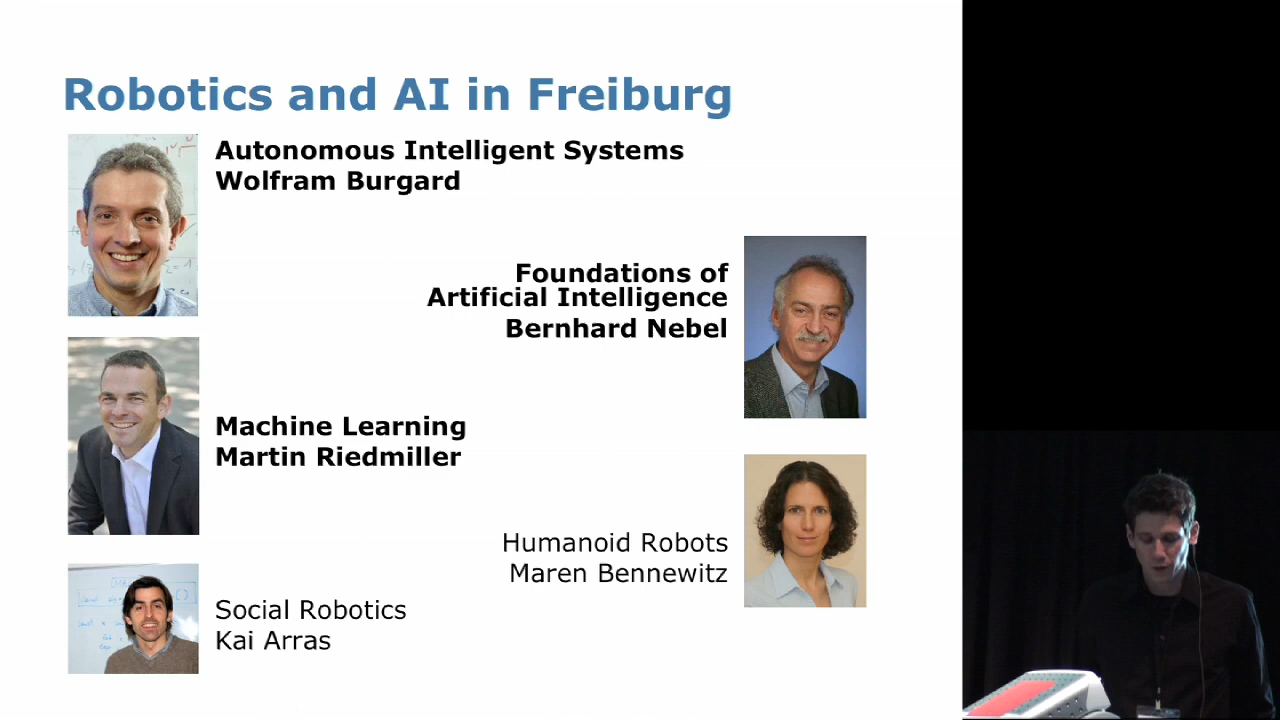 Robotics and AI in Freiburg
Autonomous Intelligent Systems
Wolfram Burgard
Foundations of
Artificial Intelligence
Bernhard Nebel
Machine Learning
Martin Riedmiller
Humanoid Robots
Maren Bennewitz
Social Robotics
Kai Arras